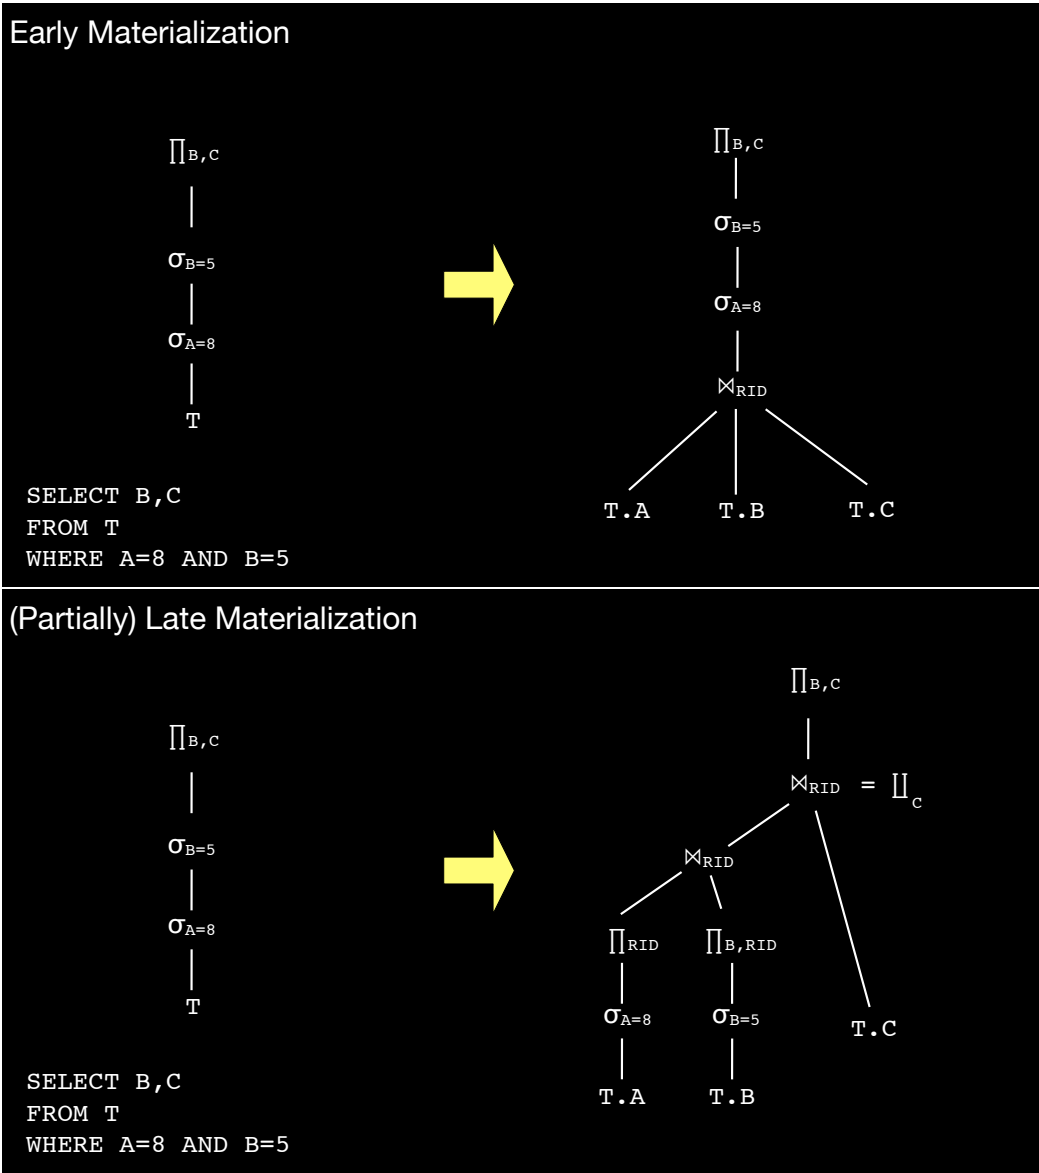 Early Materialization
∏B,C
∏B,C
σB=5
σB=5
σA=8
σA=8
⋈RID
T
T.A T.B T.C
SELECT B,C
FROM T
WHERE A=8 AND B=5
(Partially) Late Materialization
∏B,C
∏B,C
⋈RID = ∐C
σB=5
⋈RID
σA=8
∏RID ∏B,RID
T
σA=8 σB=5
T.C
T.A T.B
SELECT B,C
FROM T
WHERE A=8 AND B=5